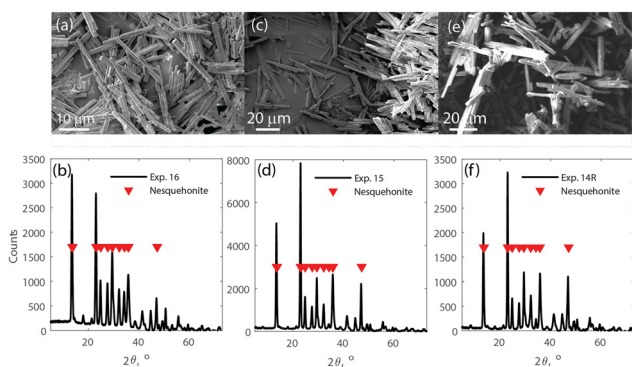 (a)
10 μm
(c)
20 μm
(e)
20 μm
(b)
Exp. 16
Nesquehonite
3500
3000
2500
2000
1500
1000
500
0
Counts
20
40
60
2θ, °
(d)
Exp. 15
Nesquehonite
8000
6000
4000
2000
0
20
40
60
2θ, °
(f)
Exp. 14R
Nesquehonite
3500
3000
2500
2000
1500
1000
500
0
20
40
60
2θ, °